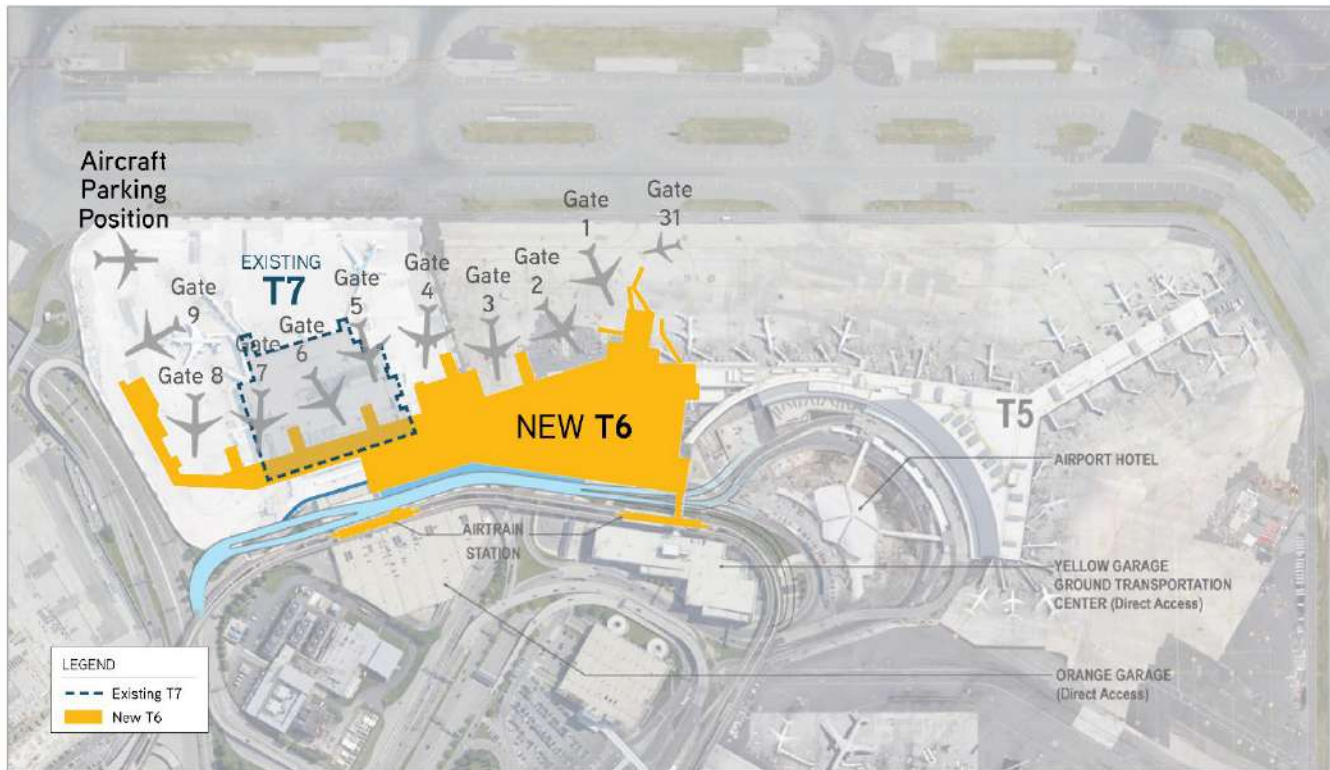 Aircraft
Parking
Position
Gate
9
Gate 8
EXISTING
T7
Gate
7
Gate
6
Gate
5
Gate
4
Gate
3
Gate
2
Gate
1
Gate
31
NEW T6
T5
AIRPORT HOTEL
AIRTRAIN
STATION
YELLOW GARAGE
GROUND TRANSPORTATION
CENTER (Direct Access)
ORANGE GARAGE
(Direct Access)
LEGEND
Existing T7
New T6